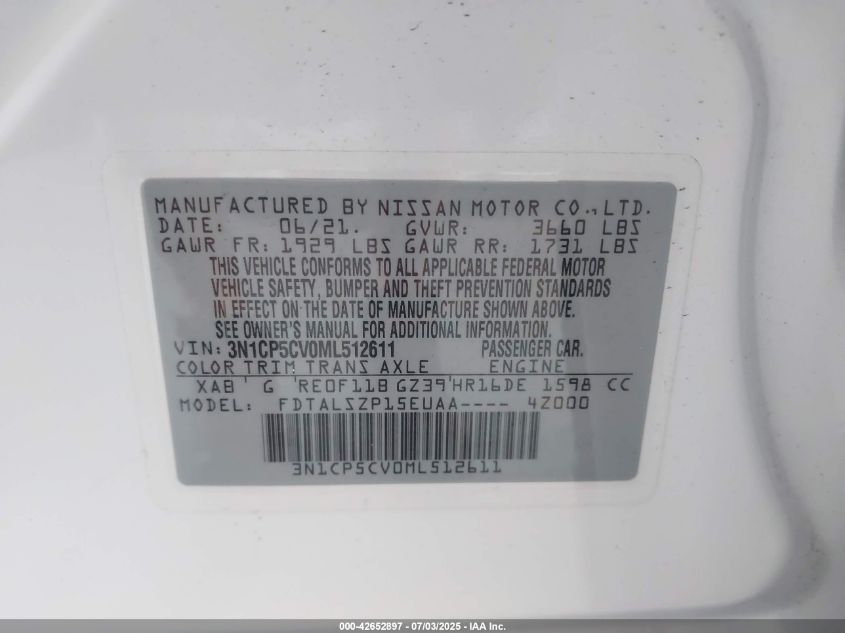 MANUFACTURED BY NISSAN MOTOR CO., LTD.
DATE: 06/21. GVWR: 3660 LBS
GAWR FR: 1929 LBS GAWR RR: 1731 LBS
THIS VEHICLE CONFORMS TO ALL APPLICABLE FEDERAL MOTOR
VEHICLE SAFETY, BUMPER AND THEFT PREVENTION STANDARDS
IN EFFECT ON THE DATE OF MANUFACTURE SHOWN ABOVE.
SEE OWNER'S MANUAL FOR ADDITIONAL INFORMATION.
VIN: 3N1CP5CV0ML512611 PASSENGER CAR.
COLOR TRIM TRANS AXLE ENGINE
XAB ' G 'RE0F11B GZ39'HR16DE 1598 CC
MODEL: FDTALSZP15EUAA---- 4Z000
3N1CP5CV0ML512611
000-42652897 - 07/03/2025 - IAA Inc.